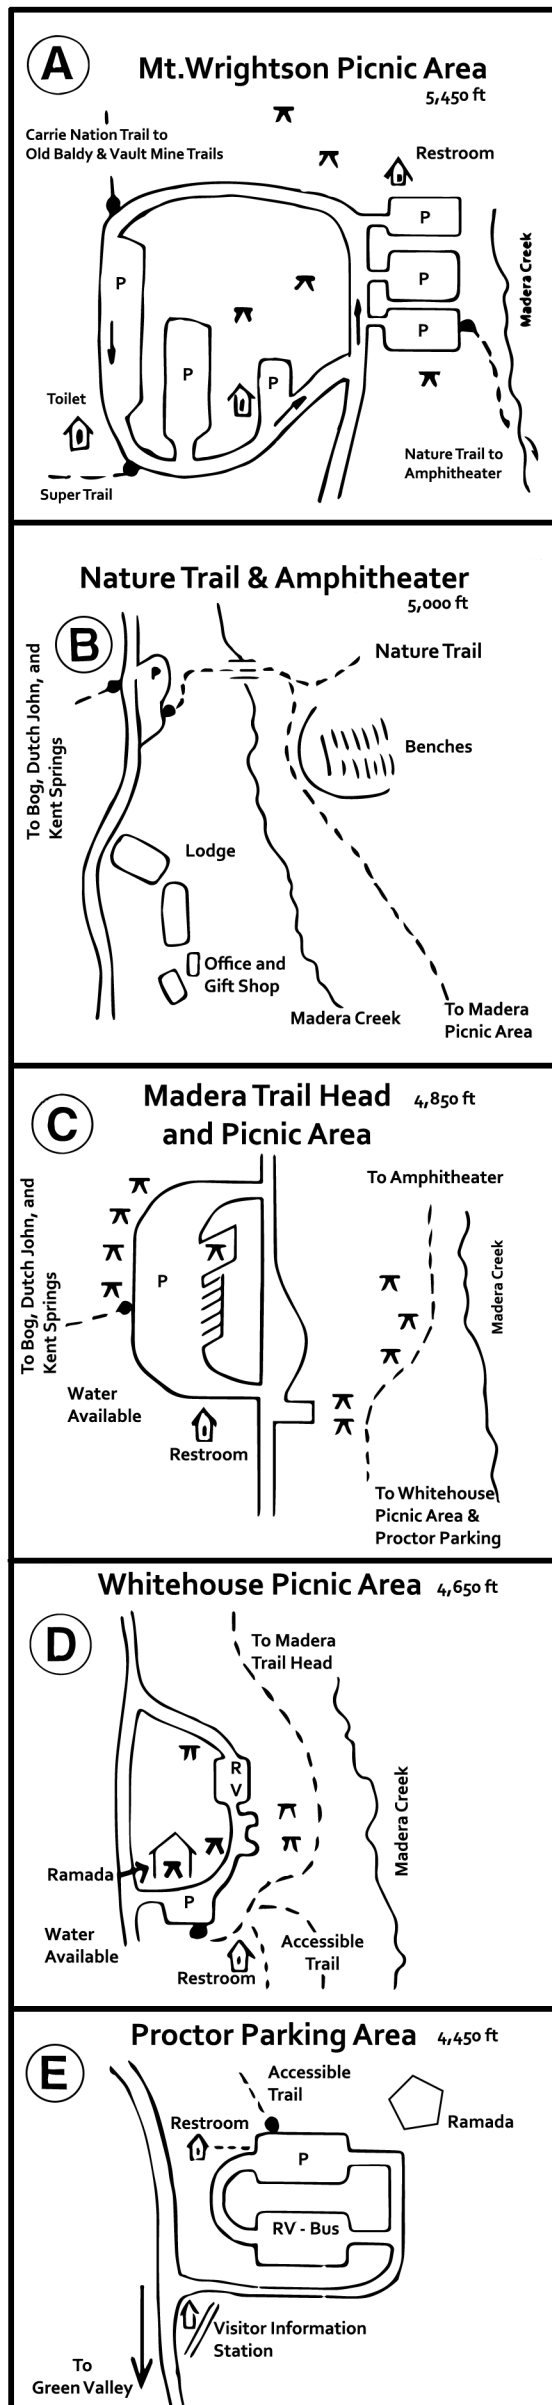 A
Mt.Wrightson Picnic Area
5,450 ft
Carrie Nation Trail to
Old Baldy & Vault Mine Trails
Restroom
P
P
P
Madera Creek
P
P
P
Toilet
Super Trail
Nature Trail to
Amphitheater
Nature Trail & Amphitheater
5,000 ft
B
To Bog, Dutch John, and
Kent Springs
P
Nature Trail
Benches
Lodge
Office and
Gift Shop
Madera Creek
To Madera
Picnic Area
C
Madera Trail Head
and Picnic Area
4,850 ft
To Bog, Dutch John, and
Kent Springs
P
To Amphitheater
Madera Creek
Water
Available
Restroom
To Whitehouse
Picnic Area &
Proctor Parking
Whitehouse Picnic Area
4,650 ft
D
To Madera
Trail Head
R
V
Madera Creek
Ramada
P
Water
Available
Restroom
Accessible
Trail
Proctor Parking Area
4,450 ft
E
Accessible
Trail
Restroom
Ramada
P
RV - Bus
Visitor Information
Station
To
Green Valley